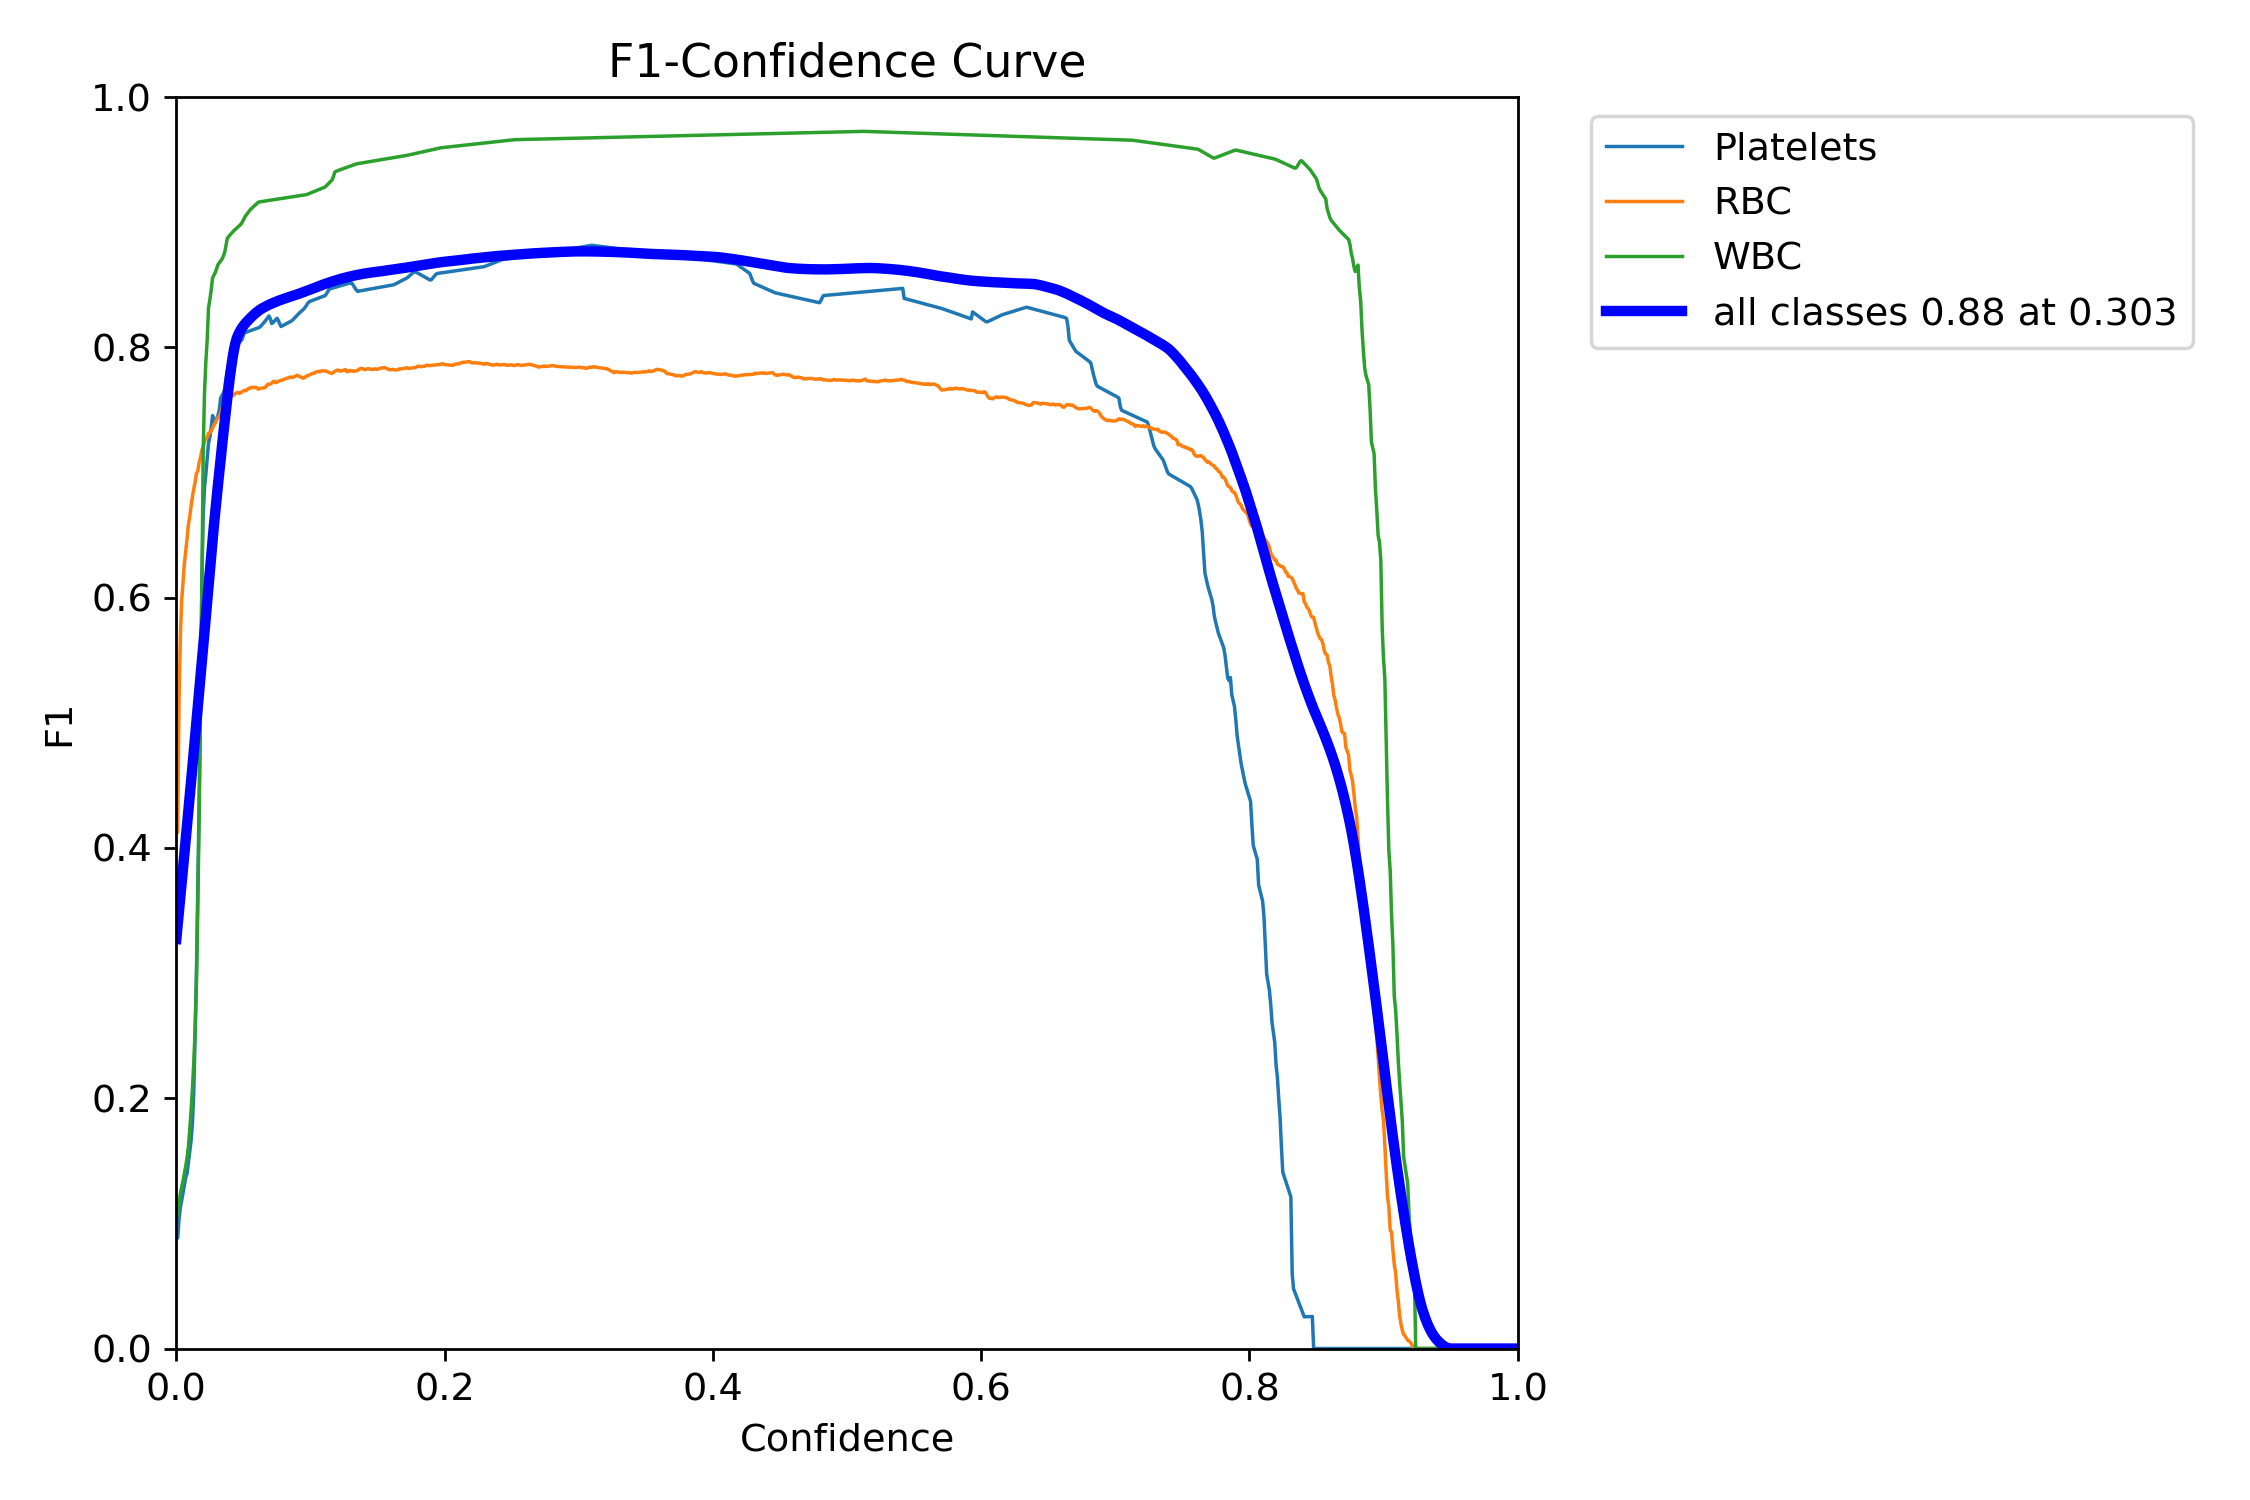 F1-Confidence Curve
1.0
0.8
0.6
0.4
0.2
0.0
F1
0.0 0.2 0.4 0.6 0.8 1.0
Confidence
Platelets
RBC
WBC
all classes 0.88 at 0.303